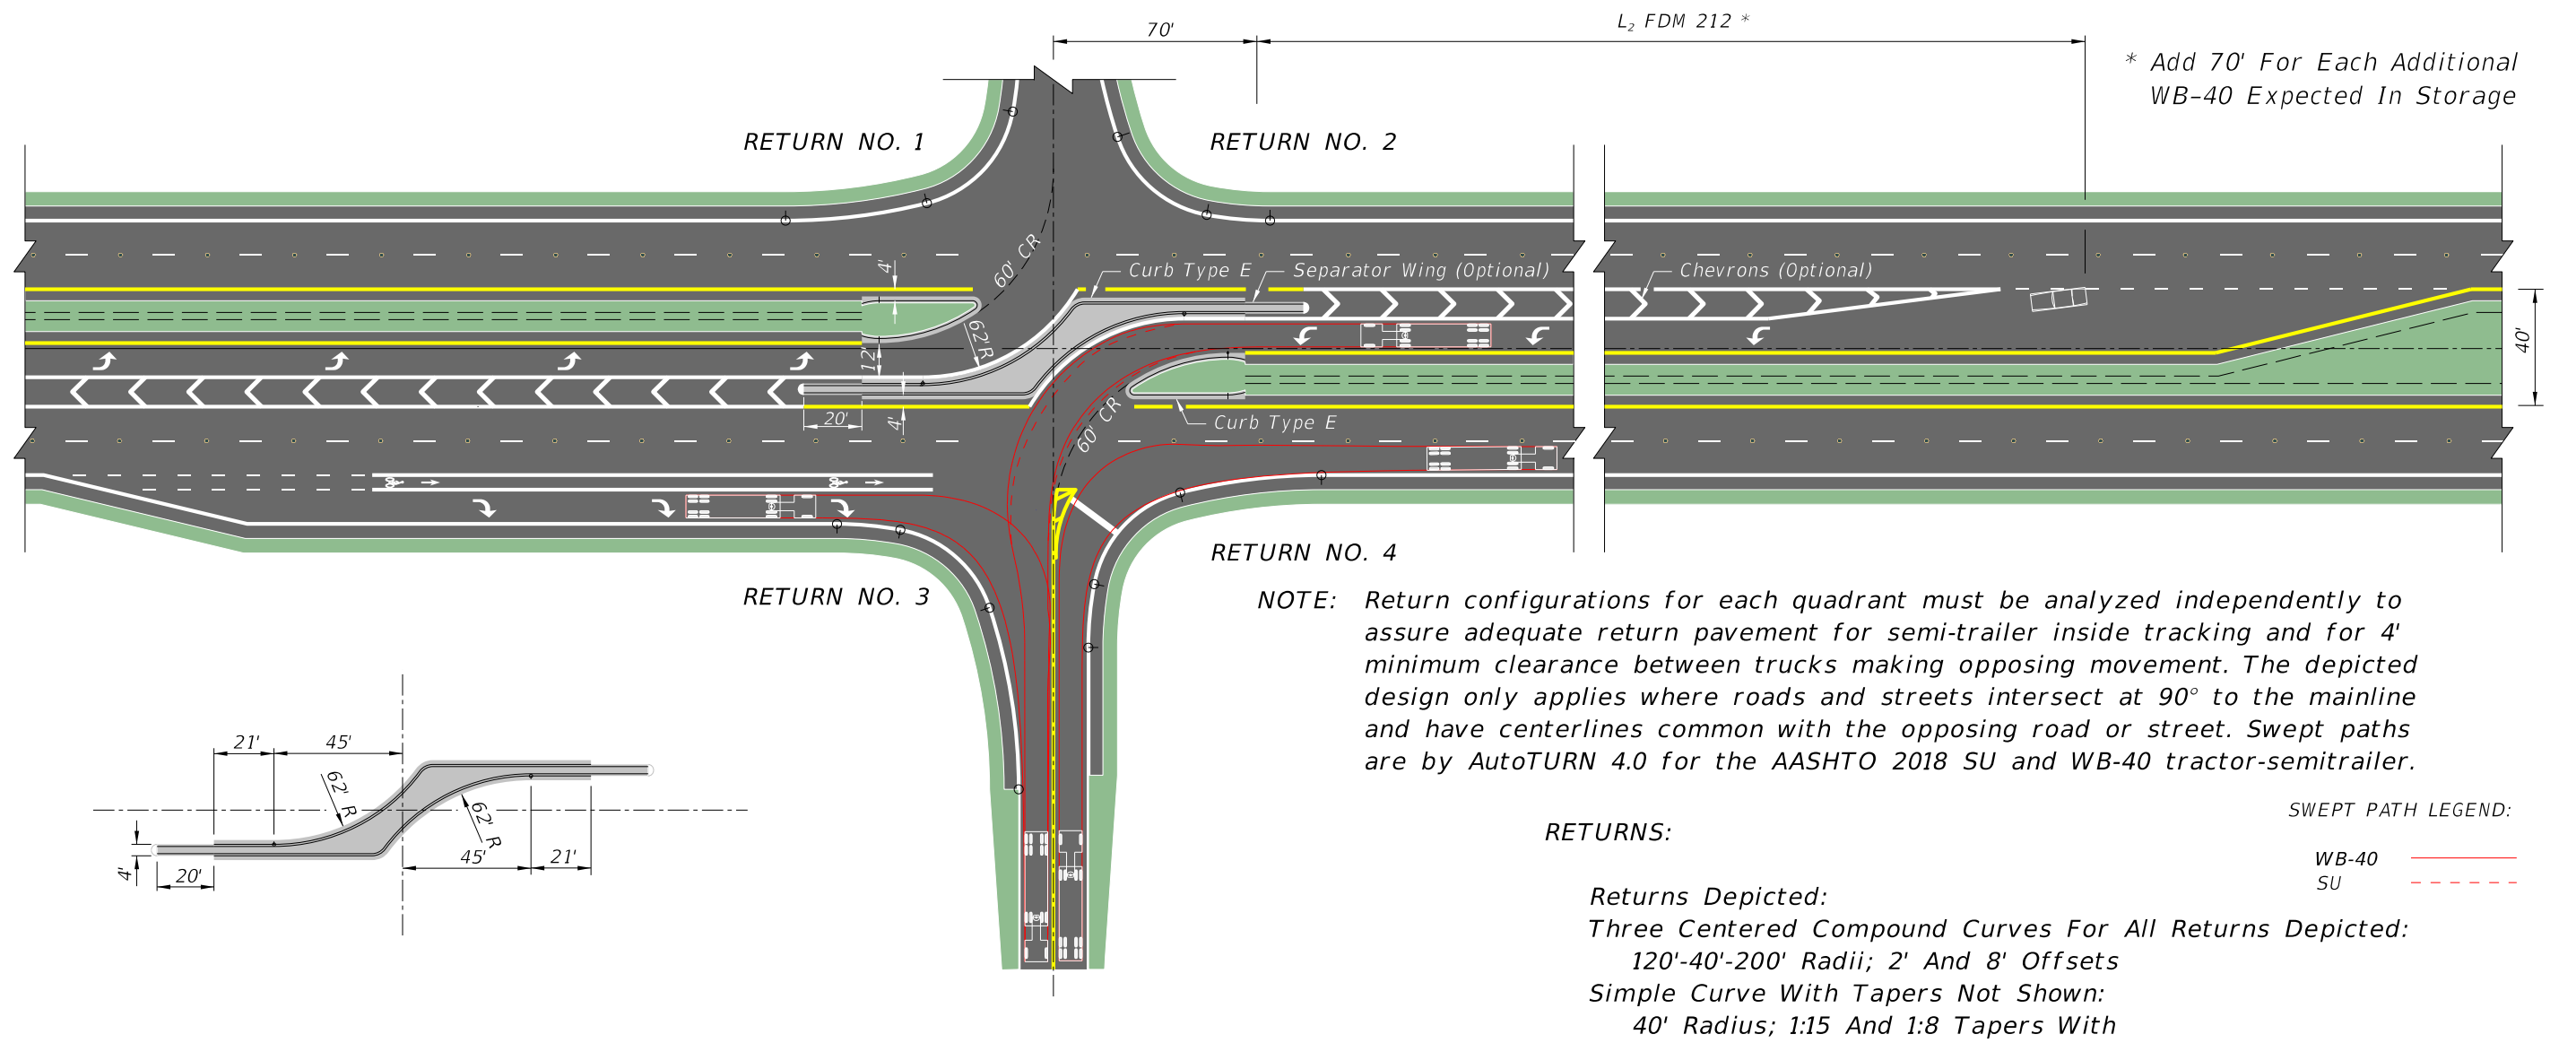 70'
L2 FDM 212 *
* Add 70' For Each Additional
WB-40 Expected In Storage
RETURN NO. 1
RETURN NO. 2
4'
60' CR
Curb Type E
Separator Wing (Optional)
Chevrons (Optional)
62' R
12'
40'
20'
4'
60' CR
Curb Type E
RETURN NO. 3
RETURN NO. 4
NOTE: Return configurations for each quadrant must be analyzed independently to
assure adequate return pavement for semi-trailer inside tracking and for 4'
minimum clearance between trucks making opposing movement. The depicted
design only applies where roads and streets intersect at 90° to the mainline
and have centerlines common with the opposing road or street. Swept paths
are by AutoTURN 4.0 for the AASHTO 2018 SU and WB-40 tractor-semitrailer.
21'
45'
62' R
62' R
4'
20'
45'
21'
SWEPT PATH LEGEND:
WB-40
SU
RETURNS:
Returns Depicted:
Three Centered Compound Curves For All Returns Depicted:
120'-40'-200' Radii; 2' And 8' Offsets
Simple Curve With Tapers Not Shown:
40' Radius; 1:15 And 1:8 Tapers With